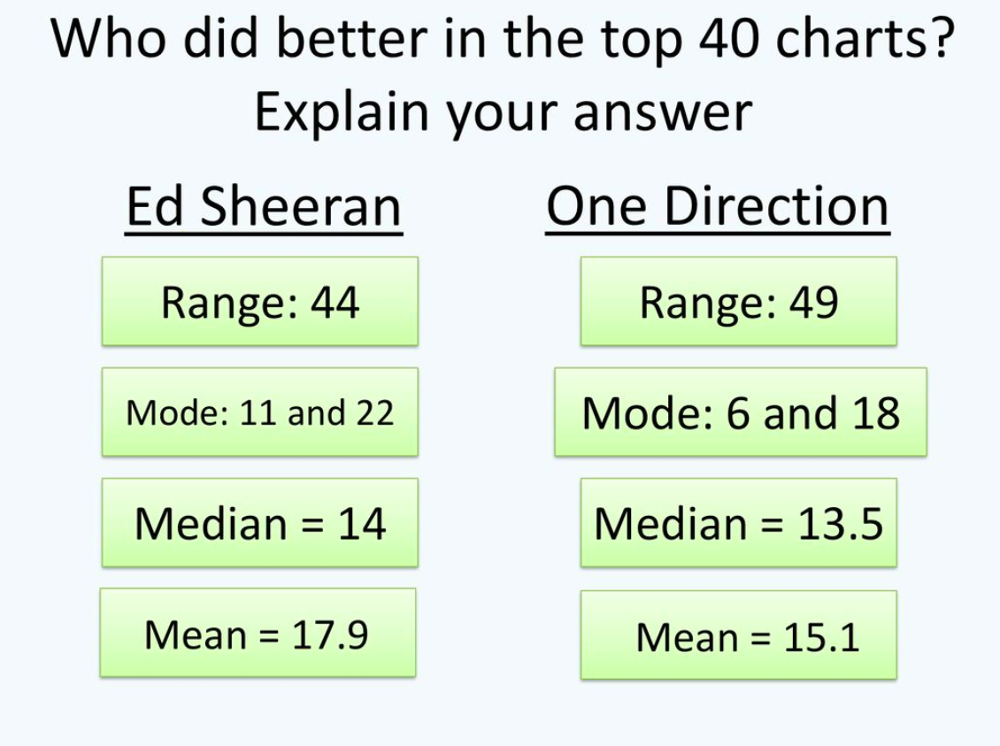 Who did better in the top 40 charts?
Explain your answer
Ed Sheeran
One Direction
Range: 44
Range: 49
Mode: 11 and 22
Mode: 6 and 18
Median = 14
Median = 13.5
Mean = 17.9
Mean = 15.1